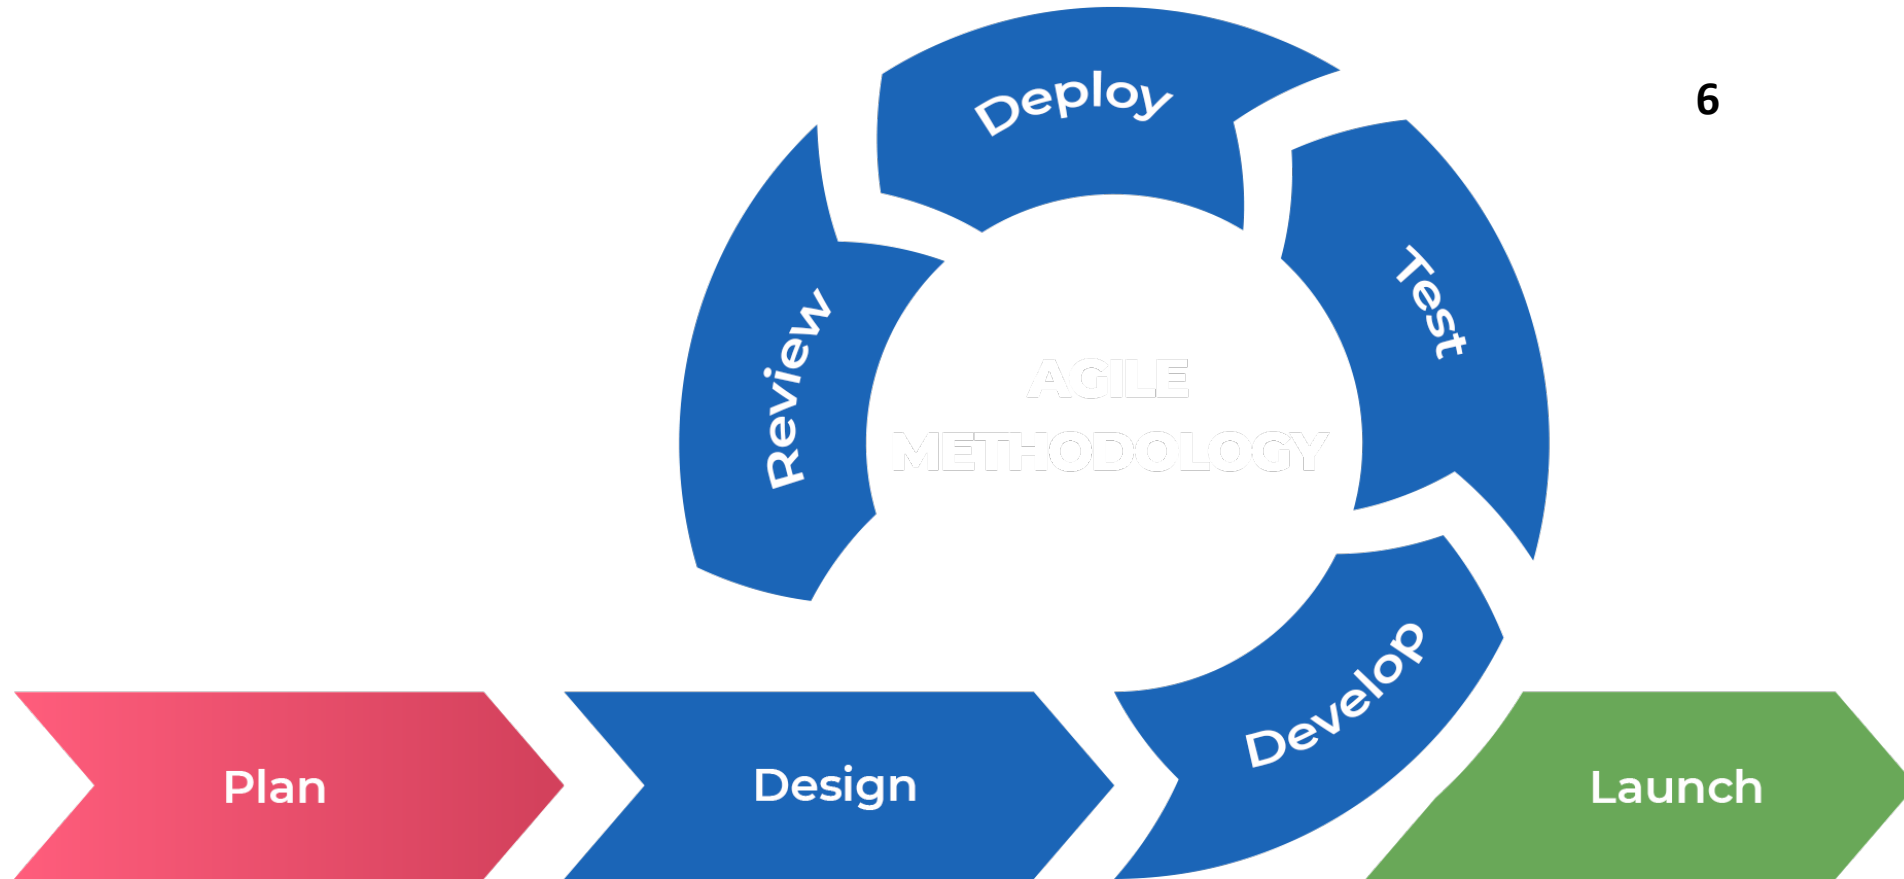 Deploy
6
Test
Review
AGILE
METHODOLOGY
Develop
Plan
Design
Launch